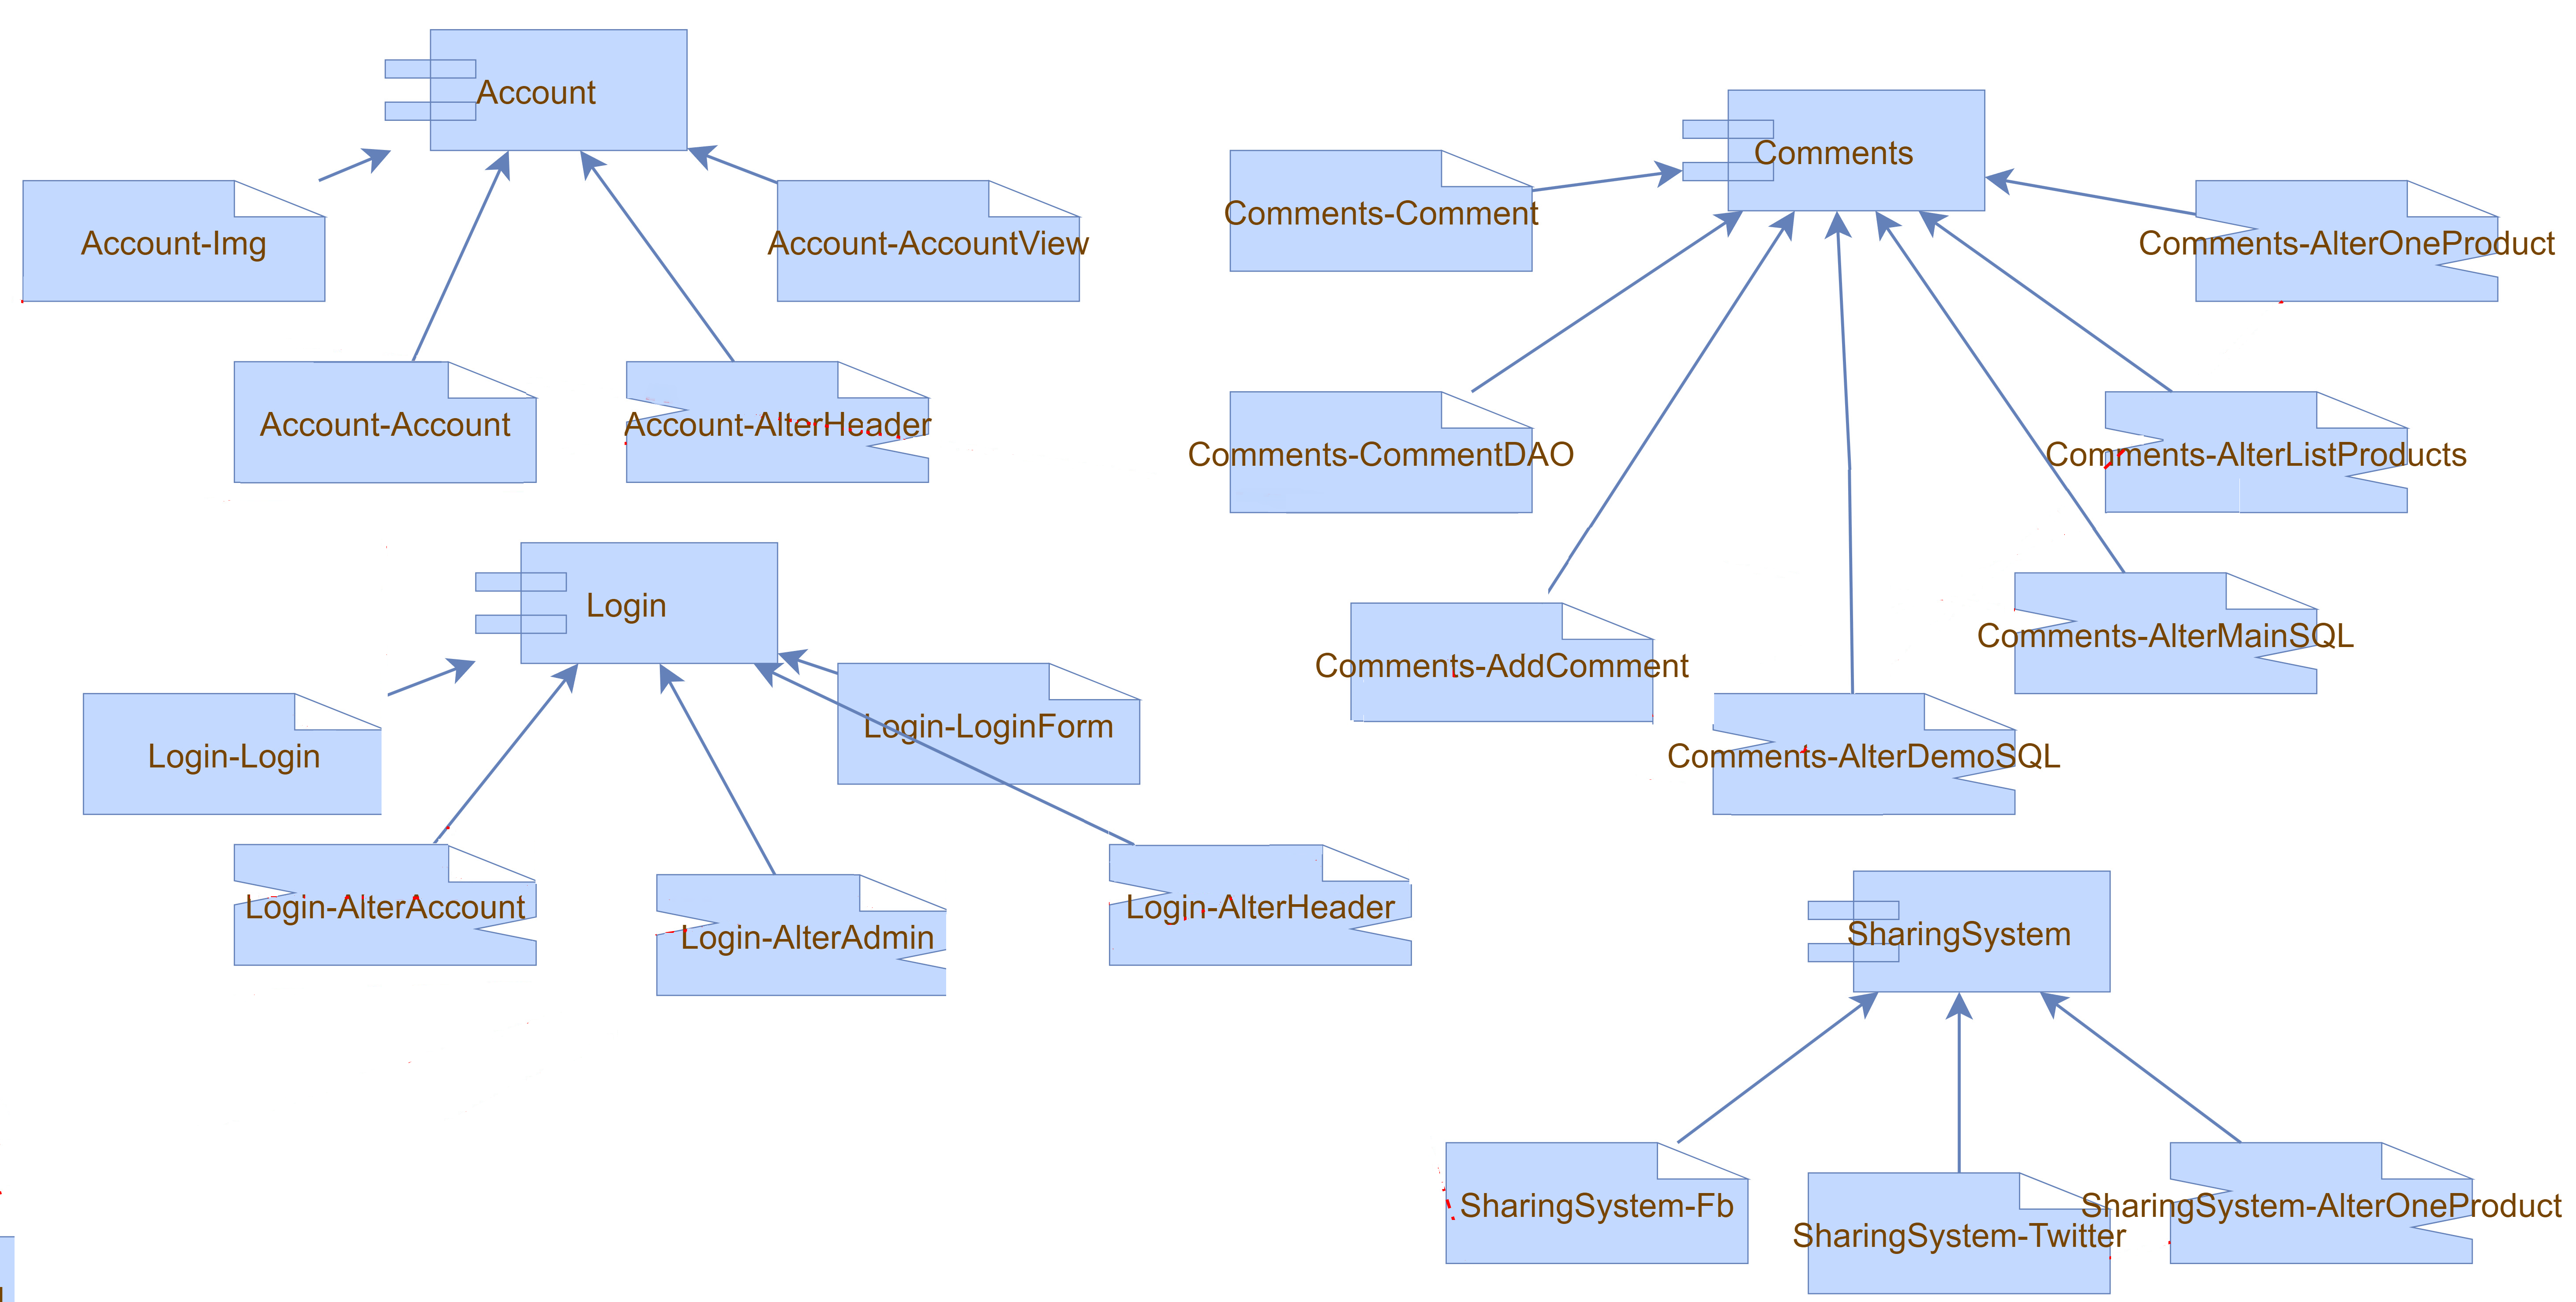 Account
Account-Img
Account-AccountView
Account-Account
Account-AlterHeader
Login
Login-Login
Login-LoginForm
Login-AlterAccount
Login-AlterAdmin
Login-AlterHeader
Comments
Comments-Comment
Comments-AlterOneProduct
Comments-CommentDAO
Comments-AlterListProducts
Comments-AddComment
Comments-AlterMainSQL
Comments-AlterDemoSQL
SharingSystem
SharingSystem-Fb
SharingSystem-Twitter
SharingSystem-AlterOneProduct